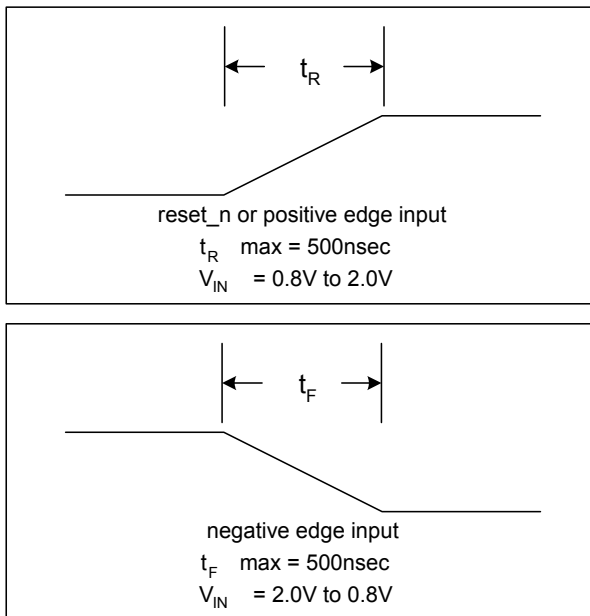 tR
reset_n or positive edge input
tR max = 500nsec
VIN = 0.8V to 2.0V
tF
negative edge input
tF max = 500nsec
VIN = 2.0V to 0.8V